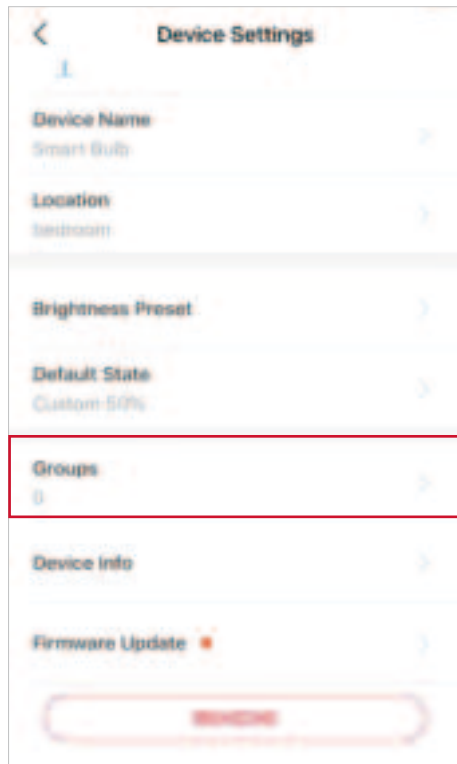 Device Settings
Device Name
Smart Bulb
Location
bedroom
Brightness Preset
Default State
Custom 50%
Groups
0
Device Info
Firmware Update